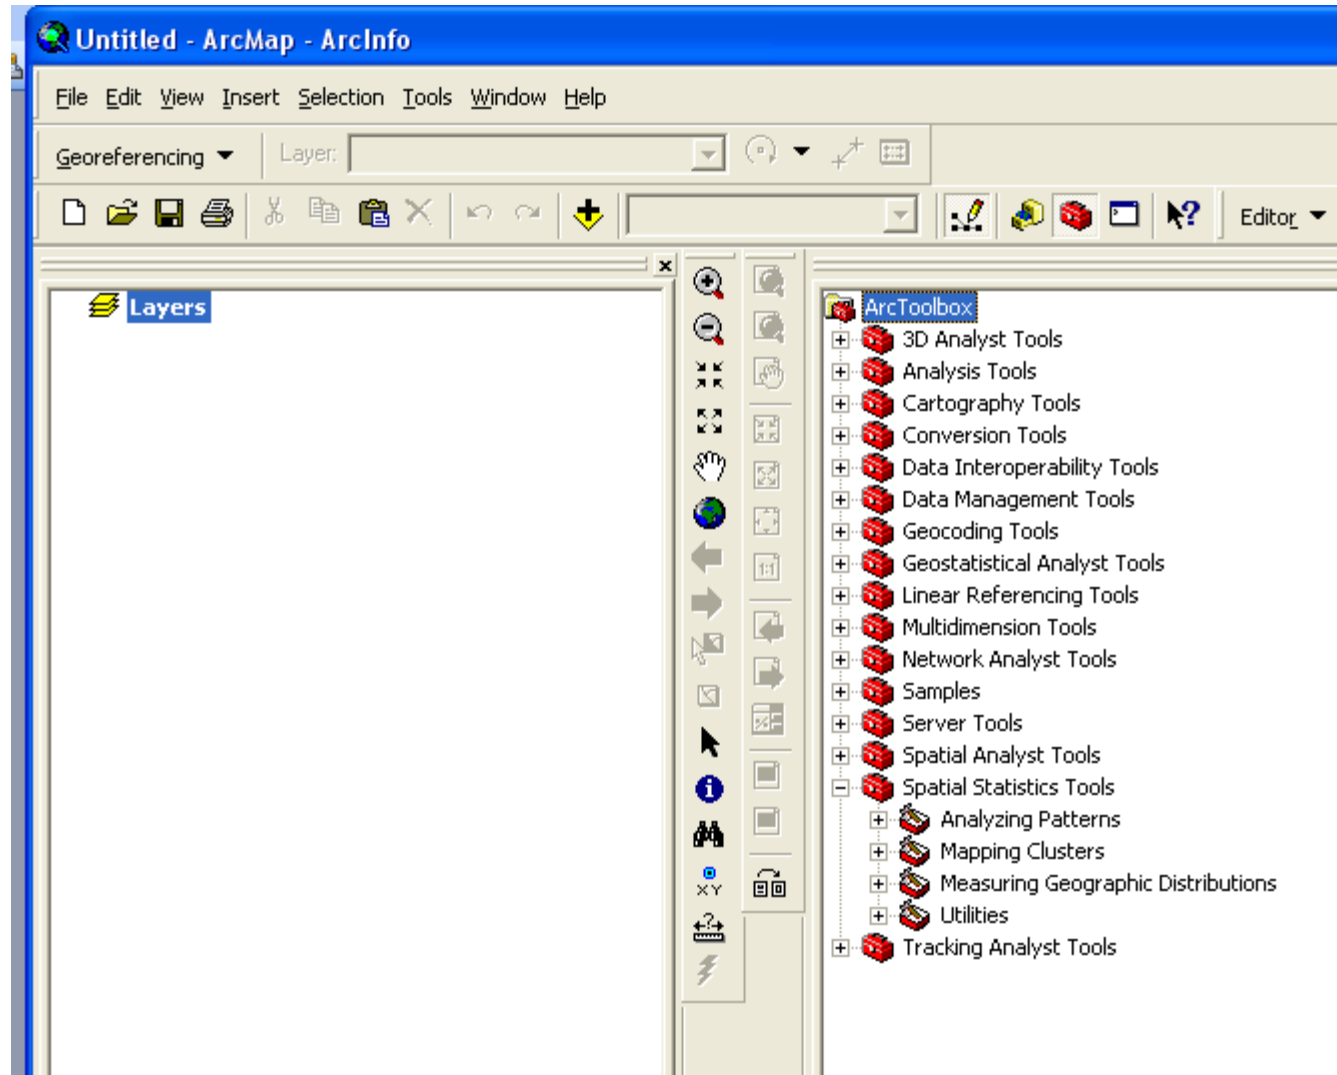 Untitled - ArcMap - ArcInfo
File Edit View Insert Selection Tools Window Help
Georeferencing Layer:
Editor
Layers
1:1
XY
ArcToolbox
3D Analyst Tools
Analysis Tools
Cartography Tools
Conversion Tools
Data Interoperability Tools
Data Management Tools
Geocoding Tools
Geostatistical Analyst Tools
Linear Referencing Tools
Multidimension Tools
Network Analyst Tools
Samples
Server Tools
Spatial Analyst Tools
Spatial Statistics Tools
Analyzing Patterns
Mapping Clusters
Measuring Geographic Distributions
Utilities
Tracking Analyst Tools